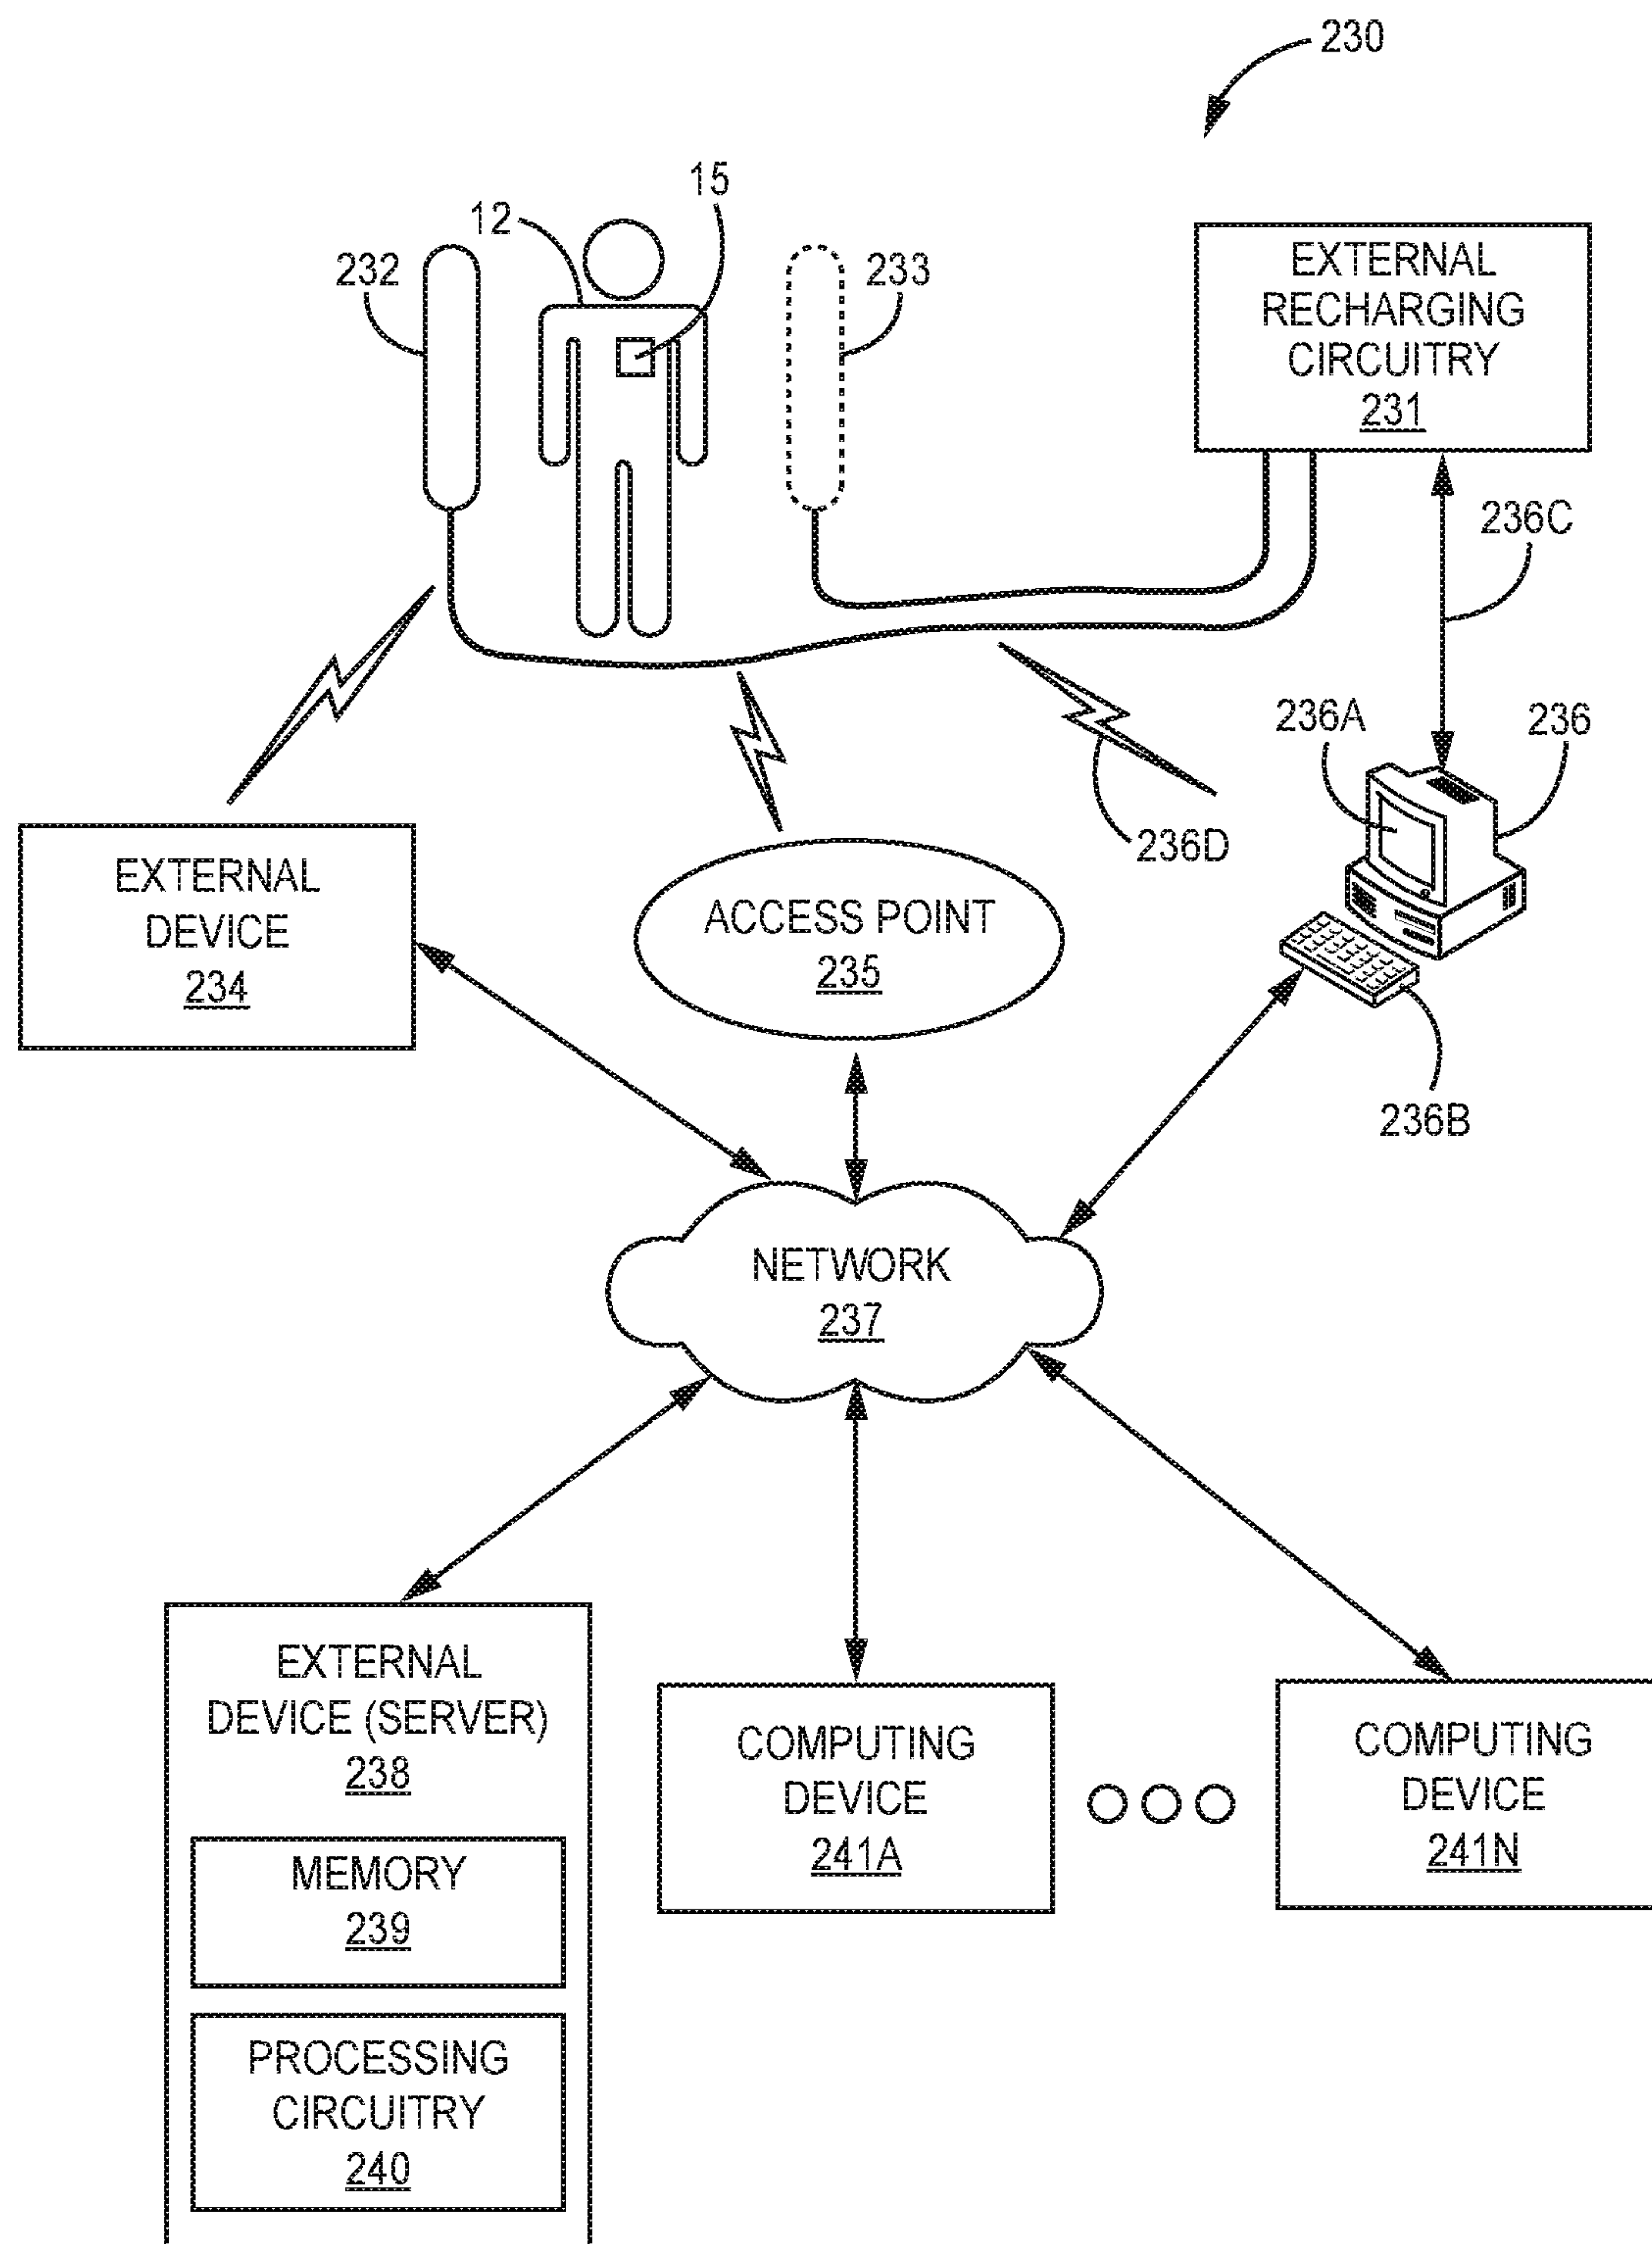 230
15
12
232
233
EXTERNAL
RECHARGING
CIRCUITRY
231
236C
236A
236
236D
EXTERNAL
DEVICE
234
ACCESS POINT
235
236B
NETWORK
237
EXTERNAL
DEVICE (SERVER)
238
MEMORY
239
PROCESSING
CIRCUITRY
240
COMPUTING
DEVICE
241A
COMPUTING
DEVICE
241N